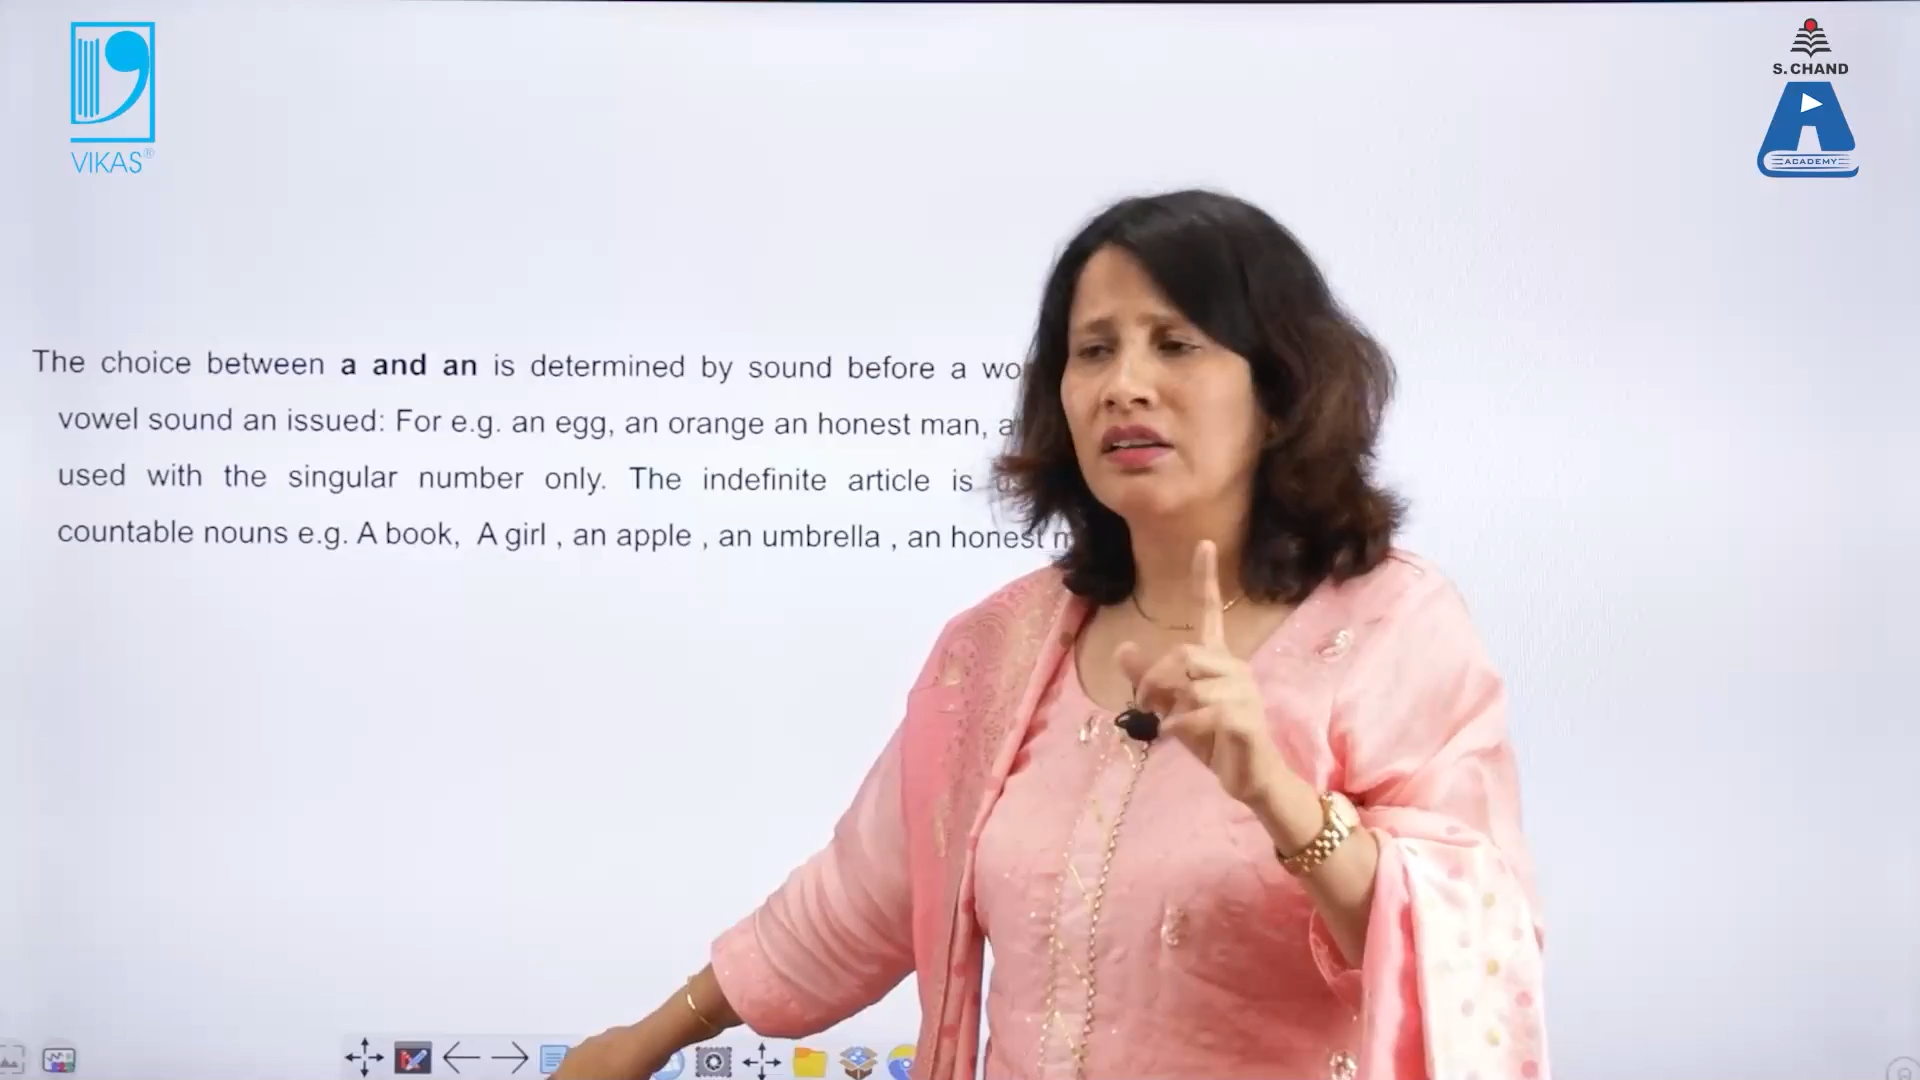 VIKAS®
S. CHAND
ACADEMY
The choice between a and an is determined by sound before a
vowel sound an issued: For e.g. an egg, an orange an honest man,
used with the singular number only. The indefinite article is
countable nouns e.g. A book, A girl , an apple , an umbrella , an honest